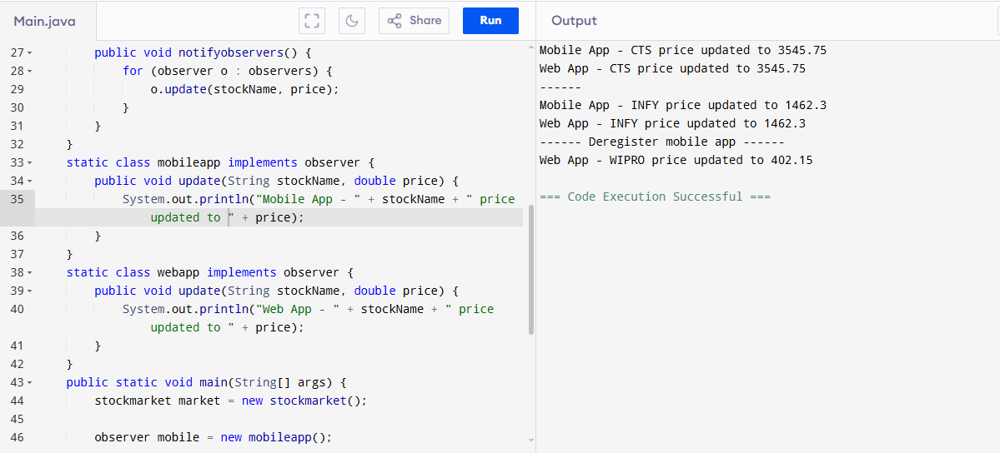 Main.java
Share
Run
Output
27 public void notifyobservers() {
28 for (observer o : observers) {
29 o.update(stockName, price);
30 }
31 }
32 }
33 static class mobileapp implements observer {
34 public void update(String stockName, double price) {
35 System.out.println("Mobile App - " + stockName + " price
updated to " + price);
36 }
37 }
38 static class webapp implements observer {
39 public void update(String stockName, double price) {
40 System.out.println("Web App - " + stockName + " price
updated to " + price);
41 }
42 }
43 public static void main(String[] args) {
44 stockmarket market = new stockmarket();
45
46 observer mobile = new mobileapp();
Mobile App - CTS price updated to 3545.75
Web App - CTS price updated to 3545.75
------
Mobile App - INFY price updated to 1462.3
Web App - INFY price updated to 1462.3
------ Deregister mobile app ------
Web App - WIPRO price updated to 402.15
=== Code Execution Successful ===